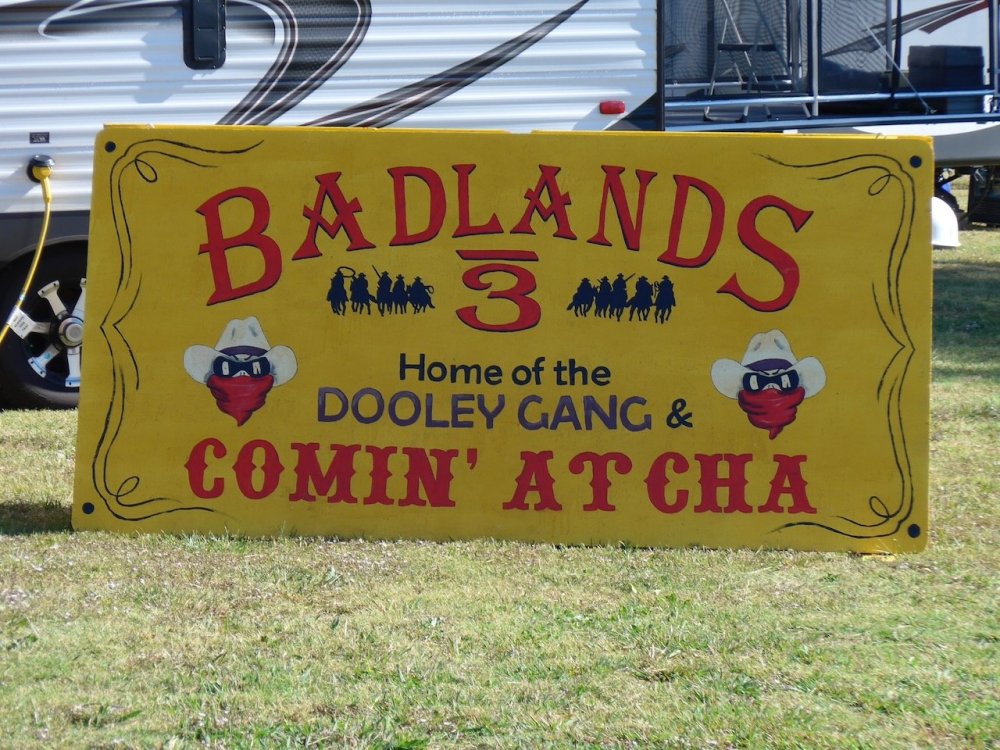 BADLANDS
3
Home of the
DOOLEY GANG &
COMIN' ATCHA